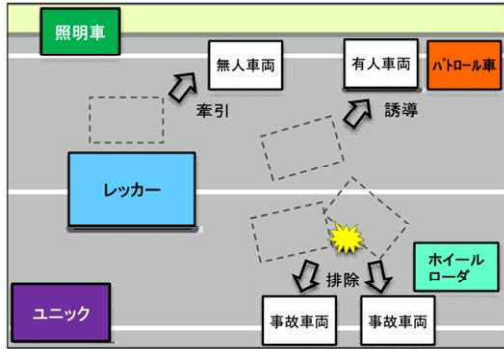 照明車
無人車両
有人車両
パトロール車
牽引
誘導
レッカー
ホイール
ローダ
排除
ユニック
事故車両
事故車両